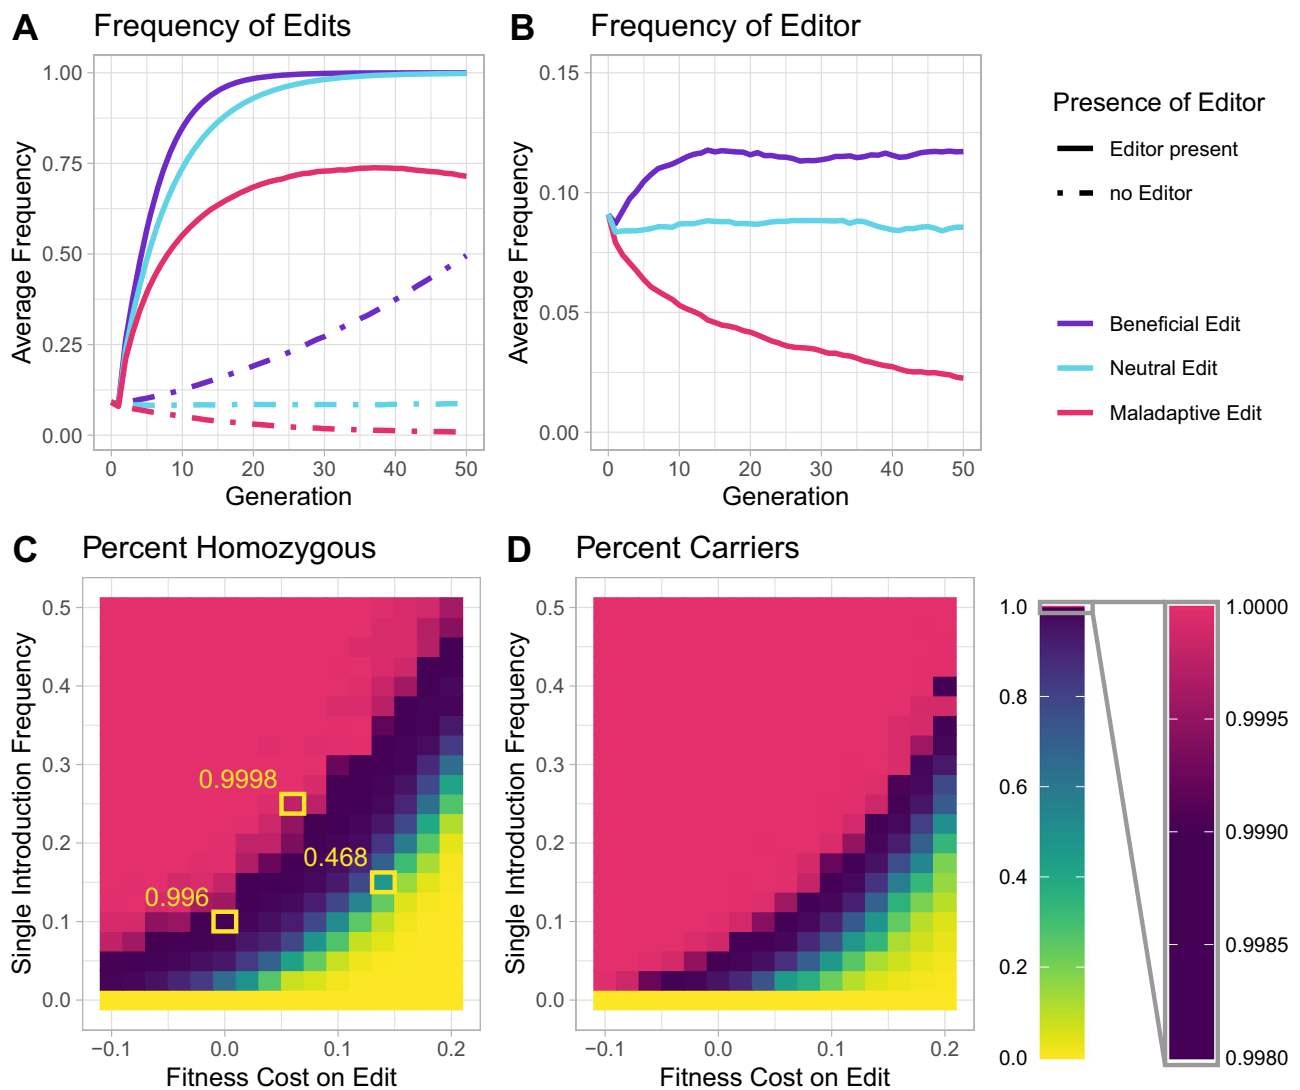 A Frequency of Edits
1.00
0.75
0.50
0.25
0.00
Average Frequency
0 10 20 30 40 50
Generation
B Frequency of Editor
0.15
0.10
0.05
0.00
Average Frequency
0 10 20 30 40 50
Generation
Presence of Editor
Editor present
no Editor
Beneficial Edit
Neutral Edit
Maladaptive Edit
C Percent Homozygous
0.5
0.4
0.3
0.2
0.1
0.0
Single Introduction Frequency
0.9998
0.468
0.996
−0.1 0.0 0.1 0.2
Fitness Cost on Edit
D Percent Carriers
0.5
0.4
0.3
0.2
0.1
0.0
Single Introduction Frequency
−0.1 0.0 0.1 0.2
Fitness Cost on Edit
1.0
0.8
0.6
0.4
0.2
0.0
1.0000
0.9995
0.9990
0.9985
0.9980